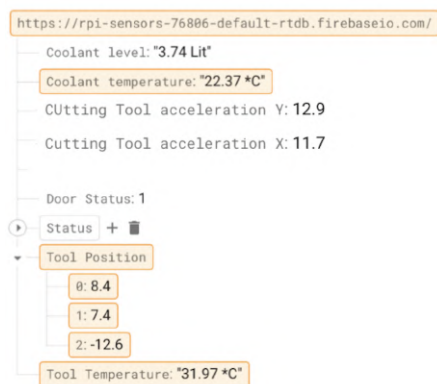 https://rpi-sensors-76806-default-rtdb.firebaseio.com/
Coolant level: "3.74 Lit"
Coolant temperature: "22.37 *C"
CUtting Tool acceleration Y: 12.9
Cutting Tool acceleration X: 11.7
Door Status: 1
Status +
Tool Position
0: 8.4
1: 7.4
2: -12.6
Tool Temperature: "31.97 *C"